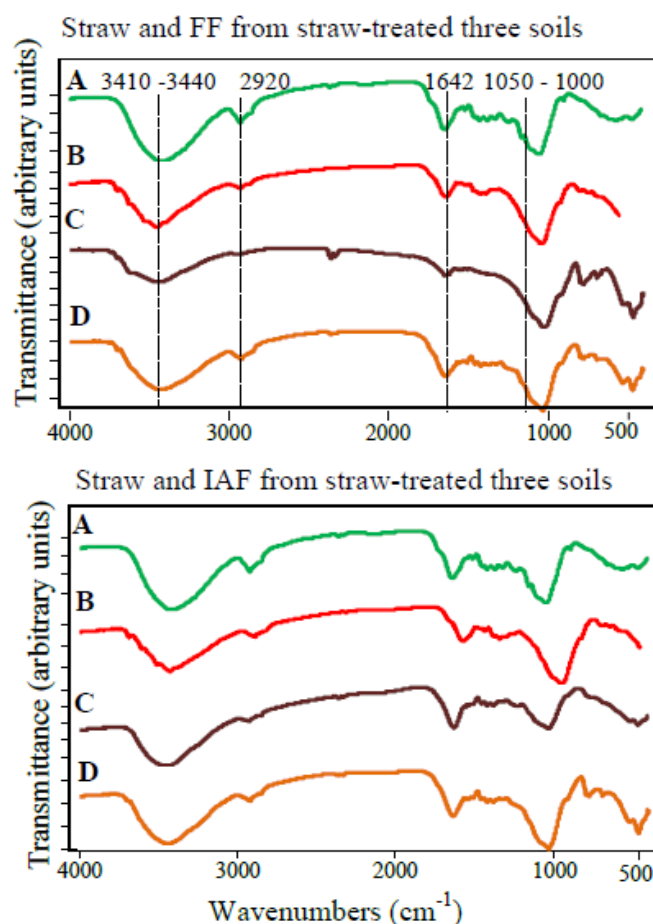 Straw and FF from straw-treated three soils
A 3410 -3440 2920 1642 1050 - 1000
B
C
D
Transmittance (arbitrary units)
4000 3000 2000 1000 500
Straw and IAF from straw-treated three soils
A
B
C
D
Transmittance (arbitrary units)
4000 3000 2000 1000 500
Wavenumbers (cm⁻¹)